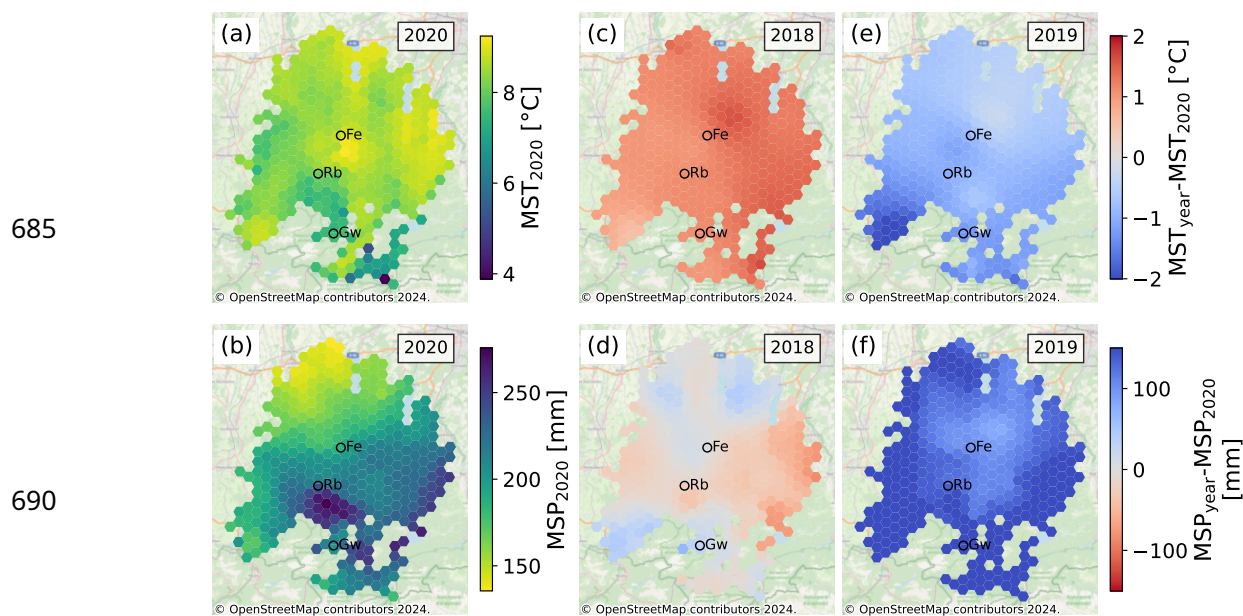 (a)
2020
Fe
Rb
Gw
© OpenStreetMap contributors 2024.
8
6
4
MST2020 [°C]
(c)
2018
Fe
Rb
Gw
© OpenStreetMap contributors 2024.
(e)
2019
Fe
Rb
Gw
© OpenStreetMap contributors 2024.
2
1
0
−1
−2
MSTyear-MST2020 [°C]
685
(b)
2020
Fe
Rb
Gw
© OpenStreetMap contributors 2024.
250
200
150
MSP2020 [mm]
(d)
2018
Fe
Rb
Gw
© OpenStreetMap contributors 2024.
(f)
2019
Fe
Rb
Gw
© OpenStreetMap contributors 2024.
100
0
−100
MSPyear-MSP2020
[mm]
690